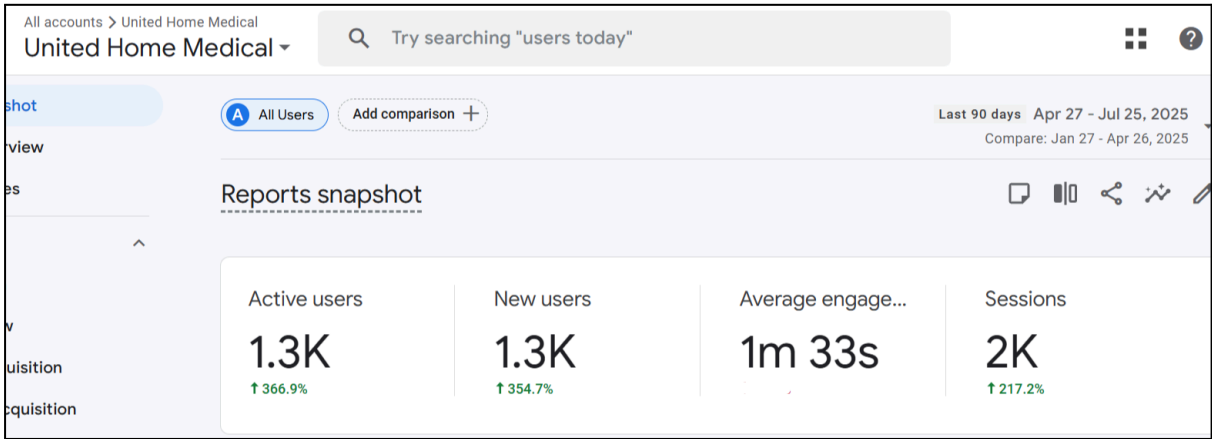 All accounts > United Home Medical
United Home Medical
Try searching "users today"
shot
rview
es
w
uisition
cquisition
A All Users
Add comparison +
Last 90 days Apr 27 - Jul 25, 2025
Compare: Jan 27 - Apr 26, 2025
Reports snapshot
Active users
1.3K
↑ 366.9%
New users
1.3K
↑ 354.7%
Average engage...
1m 33s
Sessions
2K
↑ 217.2%